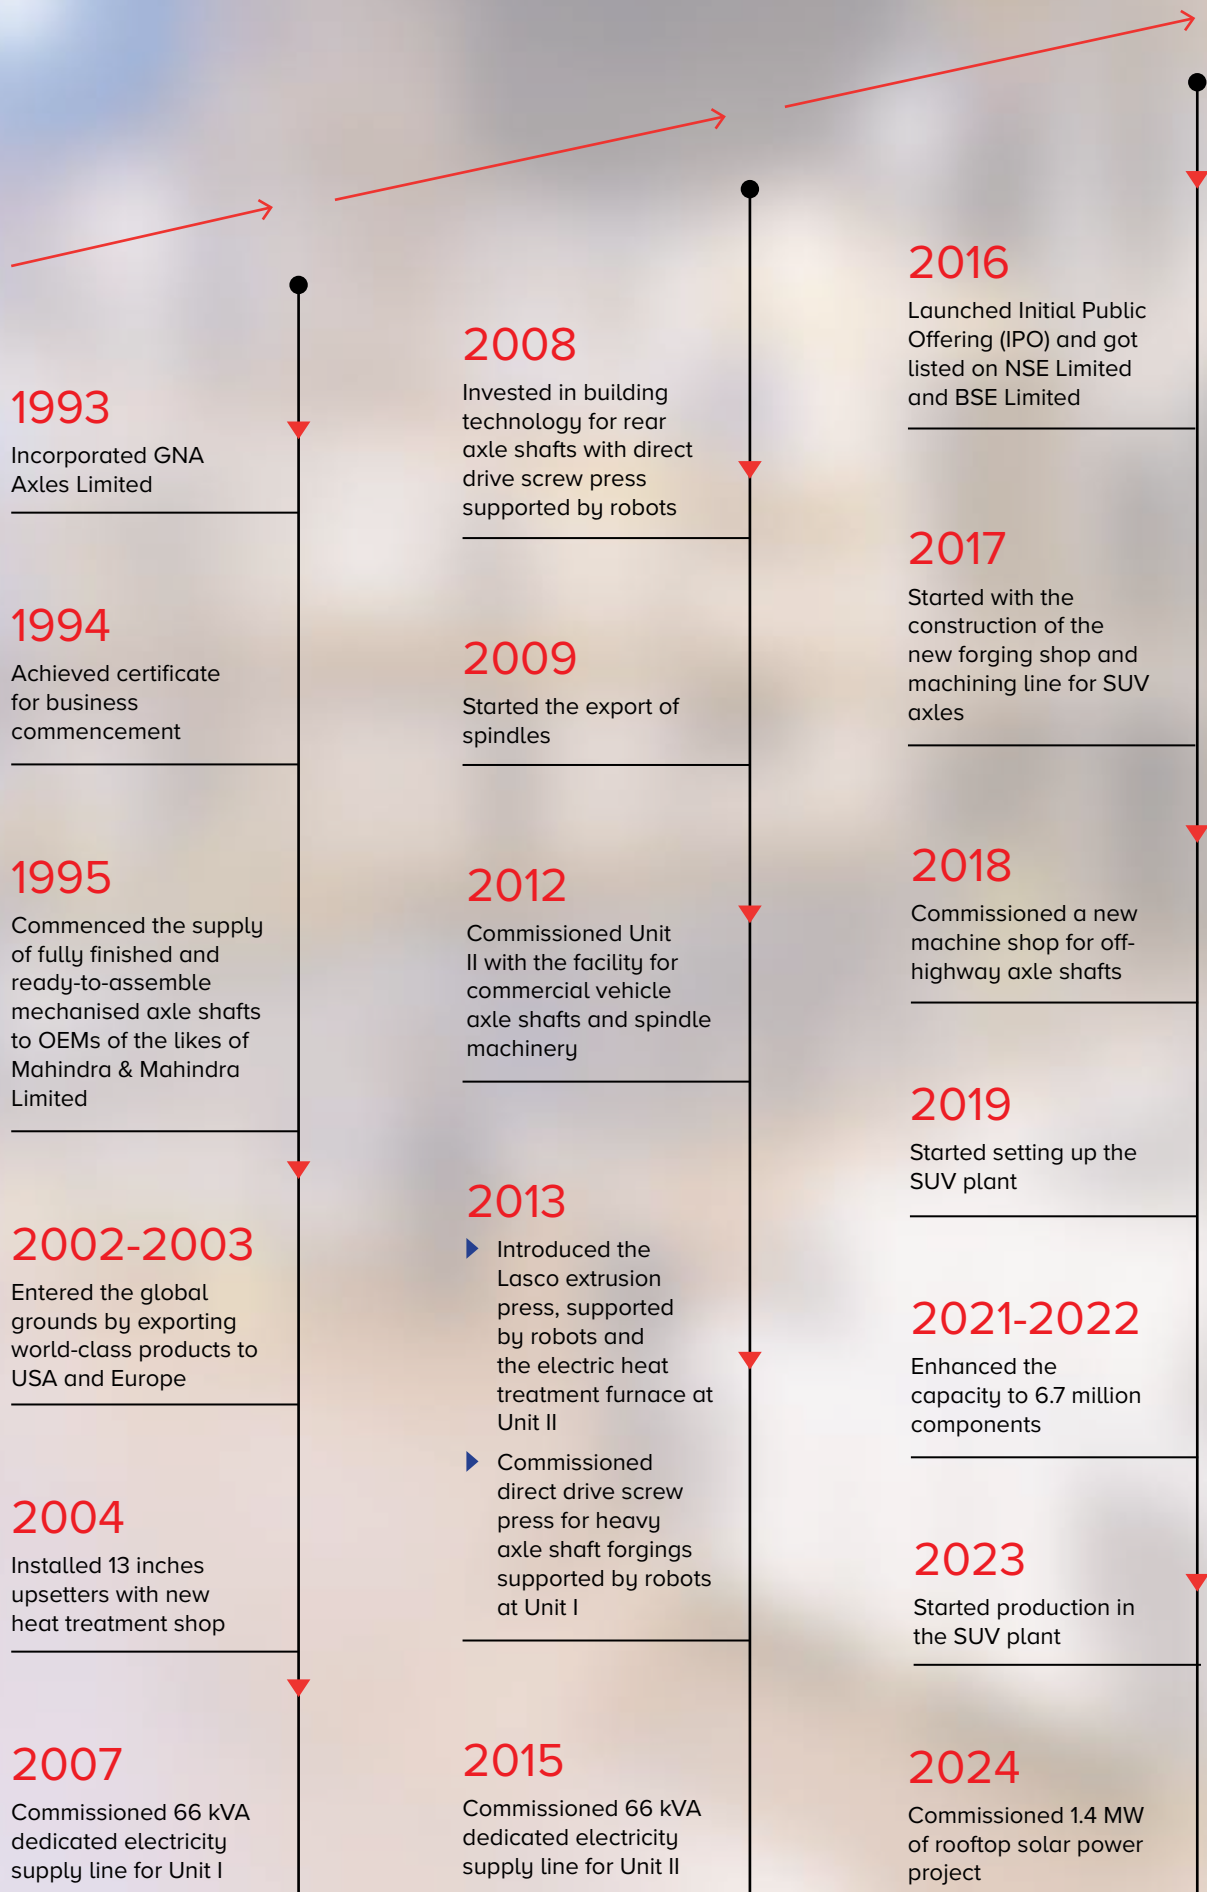 1993
Incorporated GNA
Axles Limited
1994
Achieved certificate
for business
commencement
1995
Commenced the supply
of fully finished and
ready-to-assemble
mechanised axle shafts
to OEMs of the likes of
Mahindra & Mahindra
Limited
2002-2003
Entered the global
grounds by exporting
world-class products to
USA and Europe
2004
Installed 13 inches
upsetters with new
heat treatment shop
2007
Commissioned 66 kVA
dedicated electricity
supply line for Unit I
2008
Invested in building
technology for rear
axle shafts with direct
drive screw press
supported by robots
2009
Started the export of
spindles
2012
Commissioned Unit
II with the facility for
commercial vehicle
axle shafts and spindle
machinery
2013
Introduced the
Lasco extrusion
press, supported
by robots and
the electric heat
treatment furnace at
Unit II
Commissioned
direct drive screw
press for heavy
axle shaft forgings
supported by robots
at Unit I
2015
Commissioned 66 kVA
dedicated electricity
supply line for Unit II
2016
Launched Initial Public
Offering (IPO) and got
listed on NSE Limited
and BSE Limited
2017
Started with the
construction of the
new forging shop and
machining line for SUV
axles
2018
Commissioned a new
machine shop for off-
highway axle shafts
2019
Started setting up the
SUV plant
2021-2022
Enhanced the
capacity to 6.7 million
components
2023
Started production in
the SUV plant
2024
Commissioned 1.4 MW
of rooftop solar power
project